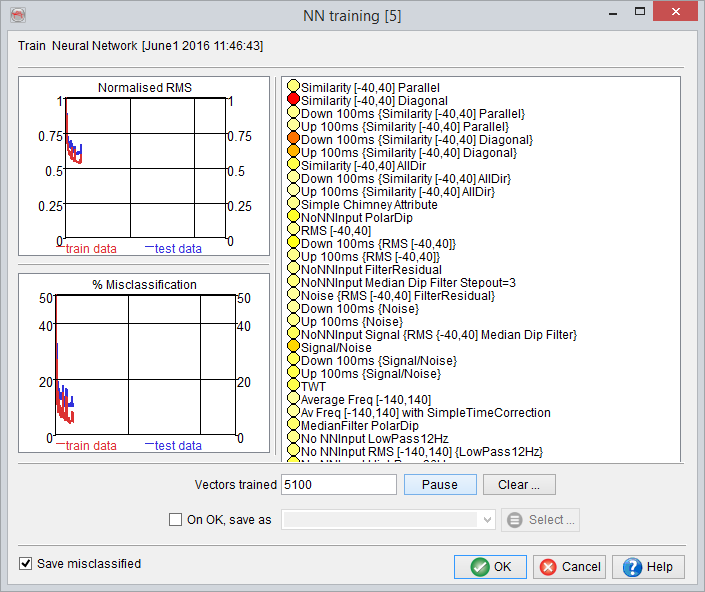 NN training [5]
Train Neural Network [June1 2016 11:46:43]
Normalised RMS
1 1
0.75 0.75
0.5 0.5
0.25 0.25
0 0
train data test data
% Misclassification
50 50
40 40
20 20
0 0
train data test data
Similarity [-40,40] Parallel
Similarity [-40,40] Diagonal
Down 100ms {Similarity [-40,40] Parallel}
Up 100ms {Similarity [-40,40] Parallel}
Down 100ms {Similarity [-40,40] Diagonal}
Up 100ms {Similarity [-40,40] Diagonal}
Similarity [-40,40] AllDir
Down 100ms {Similarity [-40,40] AllDir}
Up 100ms {Similarity [-40,40] AllDir}
Simple Chimney Attribute
NoNNInput PolarDip
RMS [-40,40]
Down 100ms {RMS [-40,40]}
Up 100ms {RMS [-40,40]}
NoNNInput FilterResidual
NoNNInput Median Dip Filter Stepout=3
Noise {RMS [-40,40] FilterResidual}
Down 100ms {Noise}
Up 100ms {Noise}
NoNNInput Signal {RMS {-40,40] Median Dip Filter}
Signal/Noise
Down 100ms {Signal/Noise}
Up 100ms {Signal/Noise}
TWT
Average Freq [-140,140]
Av Freq [-140,140] with SimpleTimeCorrection
MedianFilter PolarDip
No NNInput LowPass12Hz
No NNInput RMS [-140,140] {LowPass12Hz}
Vectors trained 5100 Pause Clear ...
On OK, save as Select ...
Save misclassified OK Cancel Help